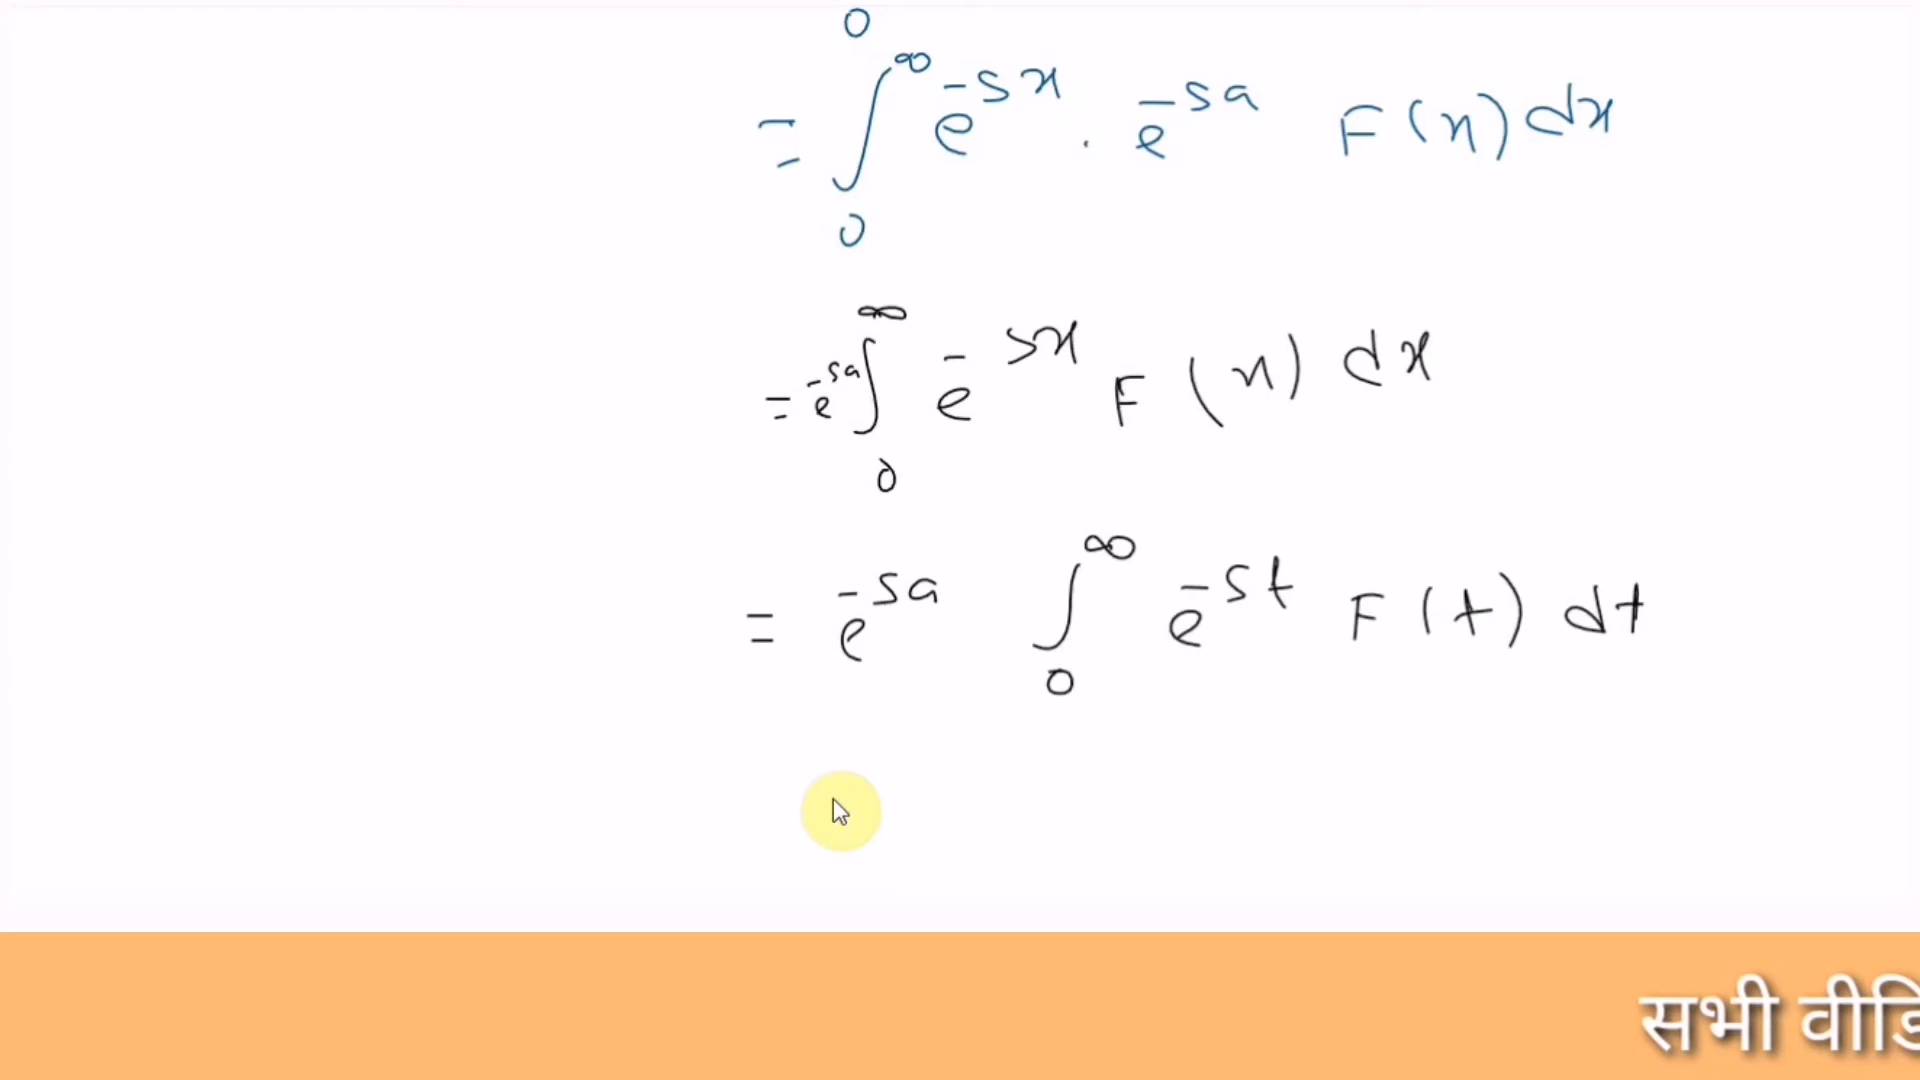 0
= ∫₀^∞ e^{-sx} · e^{-sa} F(x) dx
= e^{-sa} ∫₀^∞ e^{-sx} F(x) dx
= e^{-sa} ∫₀^∞ e^{-st} F(t) dt
सभी